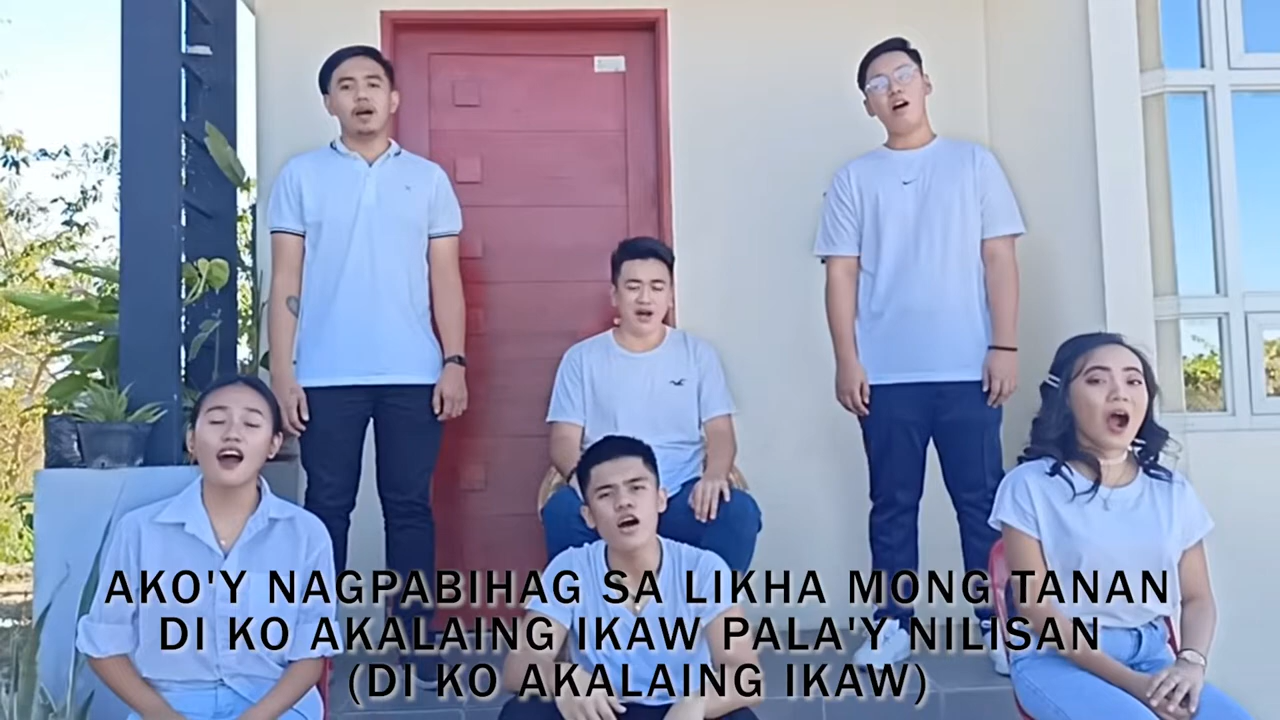 AKO'Y NAGPABIHAG SA LIKHA MONG TANAN
DI KO AKALAING IKAW PALA'Y NILISAN
(DI KO AKALAING IKAW)